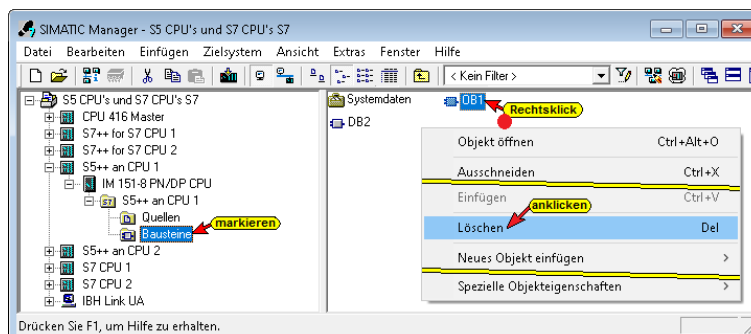 SIMATIC Manager - S5 CPU's und S7 CPU's S7
Datei Bearbeiten Einfügen Zielsystem Ansicht Extras Fenster Hilfe
< Kein Filter >
S5 CPU's und S7 CPU's S7
CPU 416 Master
S7++ for S7 CPU 1
S7++ for S7 CPU 2
S5++ an CPU 1
IM 151-8 PN/DP CPU
S7 S5++ an CPU 1
Quellen
Bausteine markieren
S5++ an CPU 2
S7 CPU 1
S7 CPU 2
IBH Link UA
Systemdaten OB1 Rechtsklick
DB2
Objekt öffnen Ctrl+Alt+O
Ausschneiden Ctrl+X
Einfügen Ctrl+V
anklicken
Löschen Del
Neues Objekt einfügen >
Spezielle Objekteigenschaften >
Drücken Sie F1, um Hilfe zu erhalten.